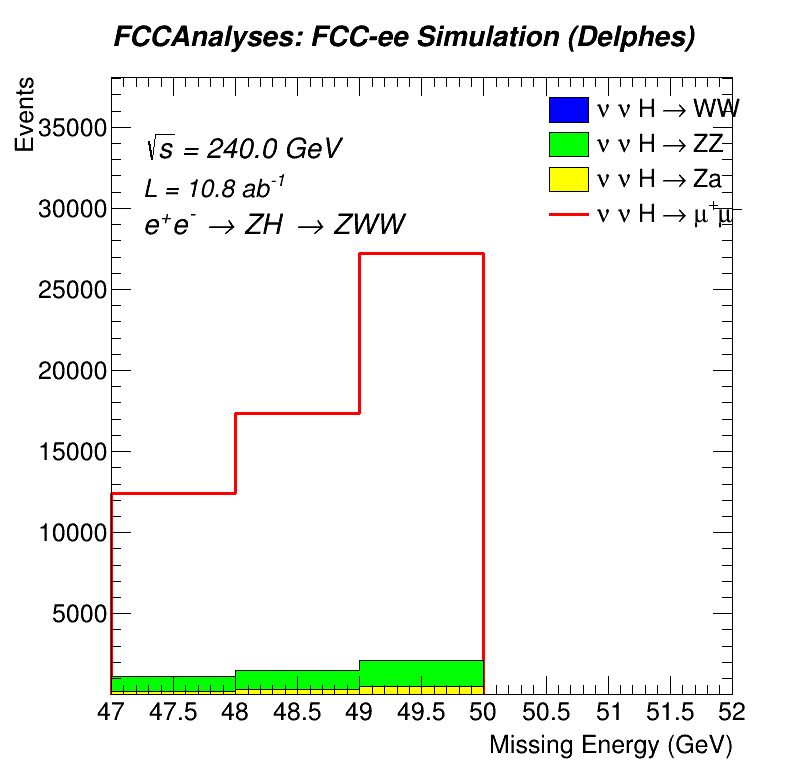 FCCAnalyses: FCC-ee Simulation (Delphes)
Events
35000
30000
25000
20000
15000
10000
5000
√s = 240.0 GeV
L = 10.8 ab⁻¹
e⁺e⁻ → ZH → ZWW
ν ν H → WW
ν ν H → ZZ
ν ν H → Za
ν ν H → μ⁺μ
47 47.5 48 48.5 49 49.5 50 50.5 51 51.5 52
Missing Energy (GeV)